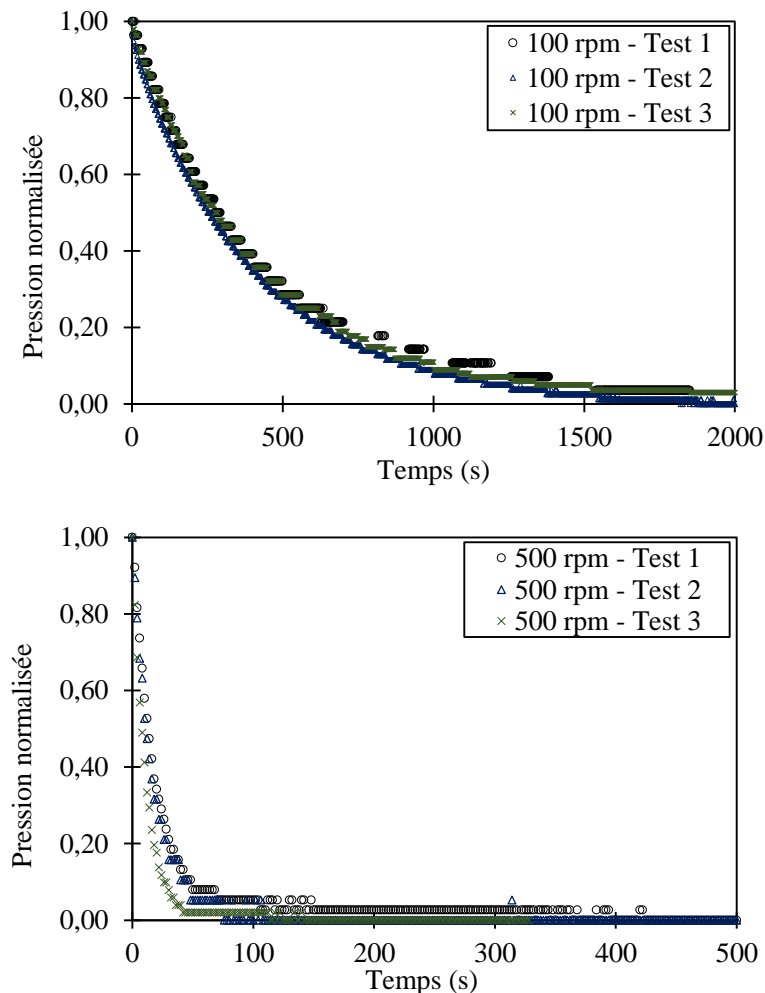 1,00
0,80
0,60
0,40
0,20
0,00
Pression normalisée
100 rpm - Test 1
100 rpm - Test 2
100 rpm - Test 3
0 500 1000 1500 2000
Temps (s)
1,00
0,80
0,60
0,40
0,20
0,00
Pression normalisée
500 rpm - Test 1
500 rpm - Test 2
500 rpm - Test 3
0 100 200 300 400 500
Temps (s)